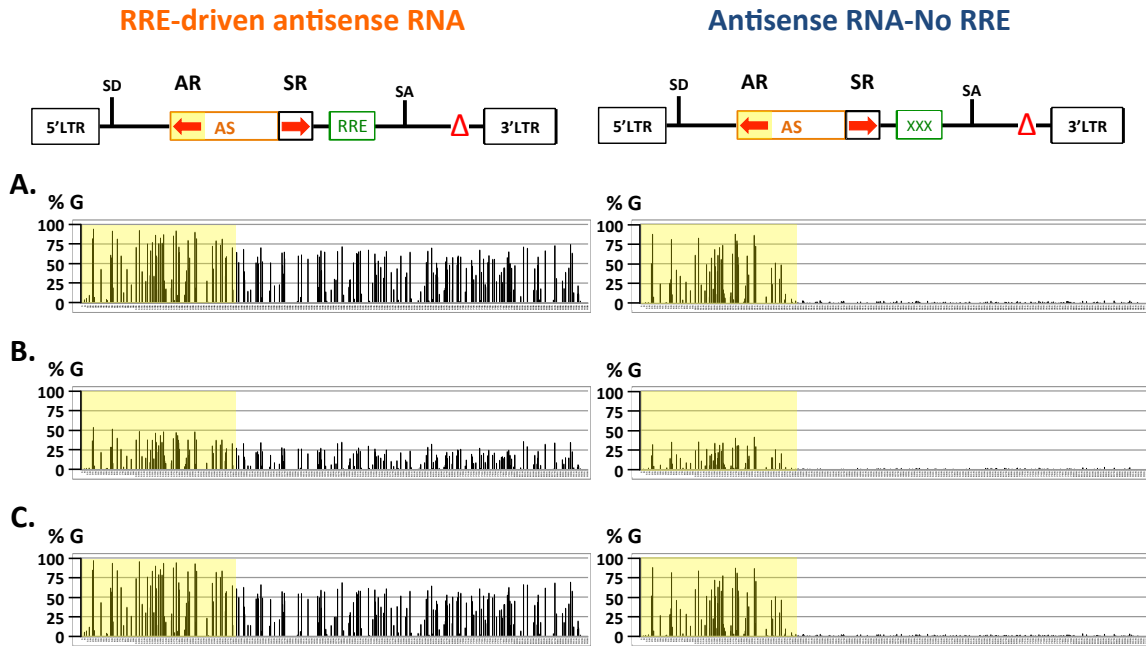 RRE-driven antisense RNA
Antisense RNA-No RRE
SD
AR
SR
SA
5'LTR
AS
RRE
Δ
3'LTR
SD
AR
SR
SA
5'LTR
AS
XXX
Δ
3'LTR
A.
% G
100
75
50
25
0
% G
100
75
50
25
0
B.
% G
100
75
50
25
0
% G
100
75
50
25
0
C.
% G
100
75
50
25
0
% G
100
75
50
25
0